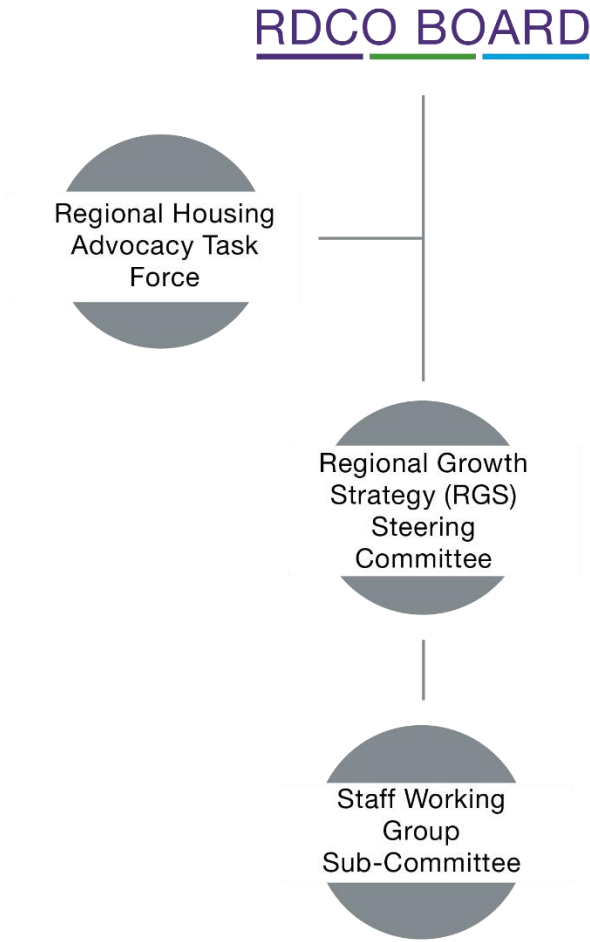 RDCO BOARD
Regional Housing
Advocacy Task
Force
Regional Growth
Strategy (RGS)
Steering
Committee
Staff Working
Group
Sub-Committee